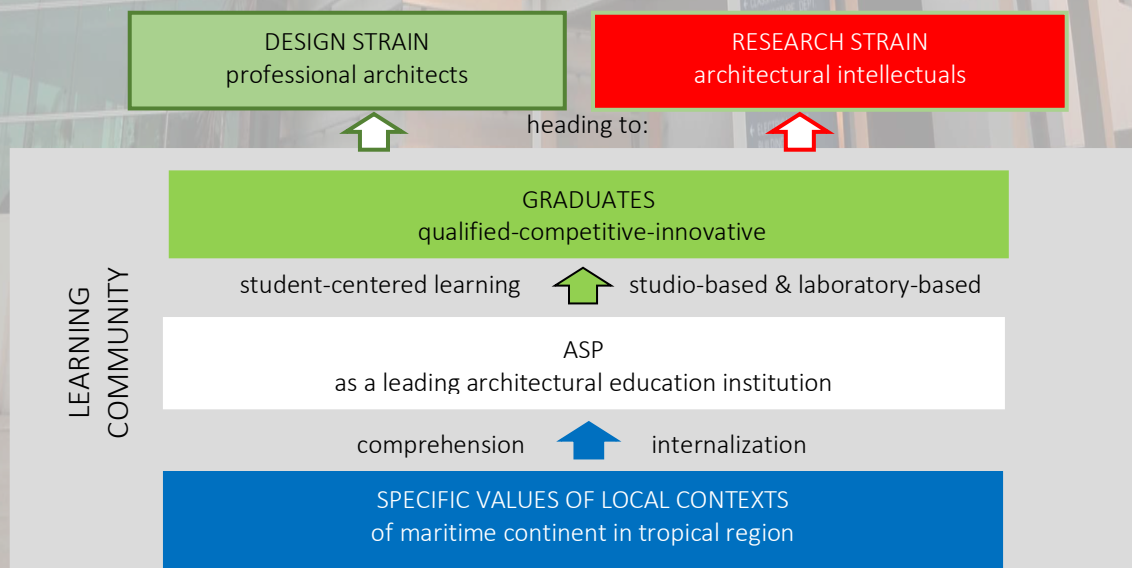 DESIGN STRAIN
professional architects
RESEARCH STRAIN
architectural intellectuals
heading to:
GRADUATES
qualified-competitive-innovative
student-centered learning
studio-based & laboratory-based
LEARNING
COMMUNITY
ASP
as a leading architectural education institution
comprehension
internalization
SPECIFIC VALUES OF LOCAL CONTEXTS
of maritime continent in tropical region